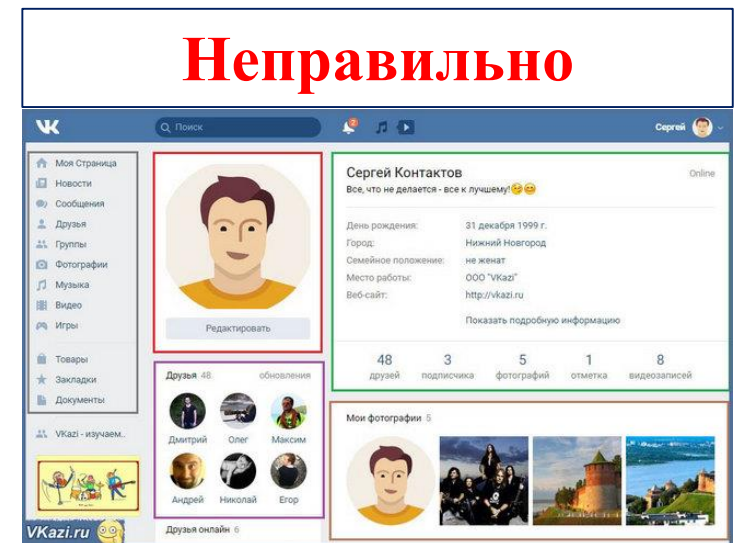 Неправильно
Поиск
2
Сергей
Моя Страница
Новости
Сообщения
Друзья
Группы
Фотографии
Музыка
Видео
Игры
Товары
Закладки
Документы
VKazi - изучаем..
VKazi.ru
Редактировать
Друзья 48 обновления
Дмитрий Олег Максим
Андрей Николай Егор
Друзья онлайн 6
Сергей Контактов Online
Все, что не делается - все к лучшему!
День рождения: 31 декабря 1999 г.
Город: Нижний Новгород
Семейное положение: не женат
Место работы: ООО "VKazi"
Веб-сайт: http://vkazi.ru
Показать подробную информацию
48 3 5 1 8
друзей подписчика фотографий отметка видеозаписей
Мои фотографии 5